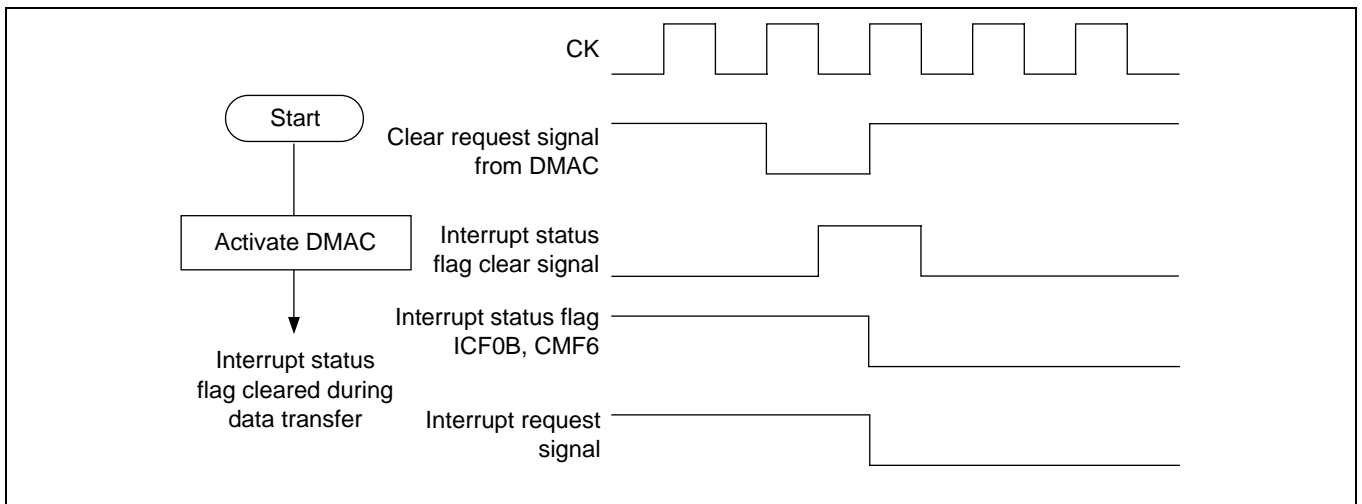 Start
Activate DMAC
Interrupt status
flag cleared during
data transfer
CK
Clear request signal
from DMAC
Interrupt status
flag clear signal
Interrupt status flag
ICF0B, CMF6
Interrupt request
signal